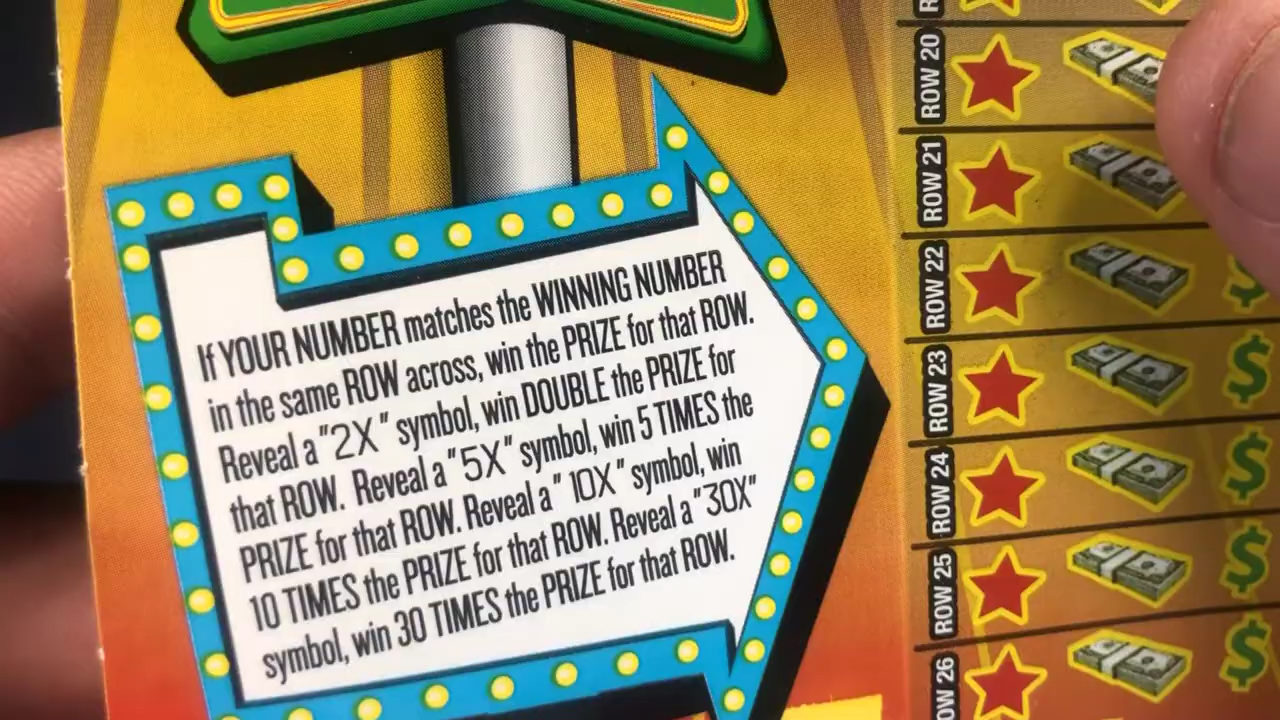 If YOUR NUMBER matches the WINNING NUMBER
in the same ROW across, win the PRIZE for that ROW.
Reveal a "2X" symbol, win DOUBLE the PRIZE for
that ROW. Reveal a "5X" symbol, win 5 TIMES the
PRIZE for that ROW. Reveal a "10X" symbol, win
10 TIMES the PRIZE for that ROW. Reveal a "30X"
symbol, win 30 TIMES the PRIZE for that ROW.
ROW 20
ROW 21
ROW 22
$
ROW 23
$
ROW 24
$
ROW 25
$
ROW 26
$